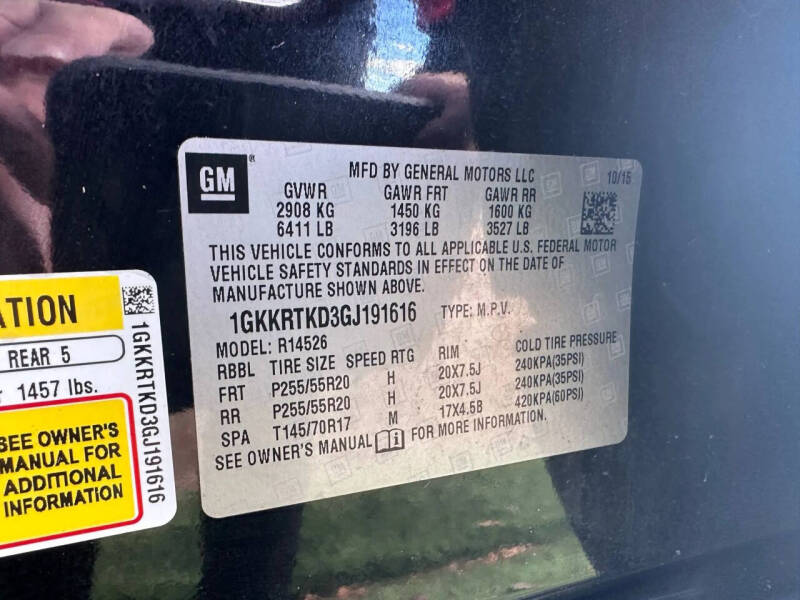 GM®
MFD BY GENERAL MOTORS LLC
10/15
GVWR GAWR FRT GAWR RR
2908 KG 1450 KG 1600 KG
6411 LB 3196 LB 3527 LB
THIS VEHICLE CONFORMS TO ALL APPLICABLE U.S. FEDERAL MOTOR
VEHICLE SAFETY STANDARDS IN EFFECT ON THE DATE OF
MANUFACTURE SHOWN ABOVE.
1GKKRTKD3GJ191616 TYPE: M.P.V.
MODEL: R14526
RBBL TIRE SIZE SPEED RTG RIM COLD TIRE PRESSURE
FRT P255/55R20 H 20X7.5J 240KPA(35PSI)
RR P255/55R20 H 20X7.5J 240KPA(35PSI)
SPA T145/70R17 M 17X4.5B 420KPA(60PSI)
SEE OWNER'S MANUAL FOR MORE INFORMATION.
ATION
REAR 5
1457 lbs.
SEE OWNER'S
MANUAL FOR
ADDITIONAL
INFORMATION
1GKKRTKD3GJ191616